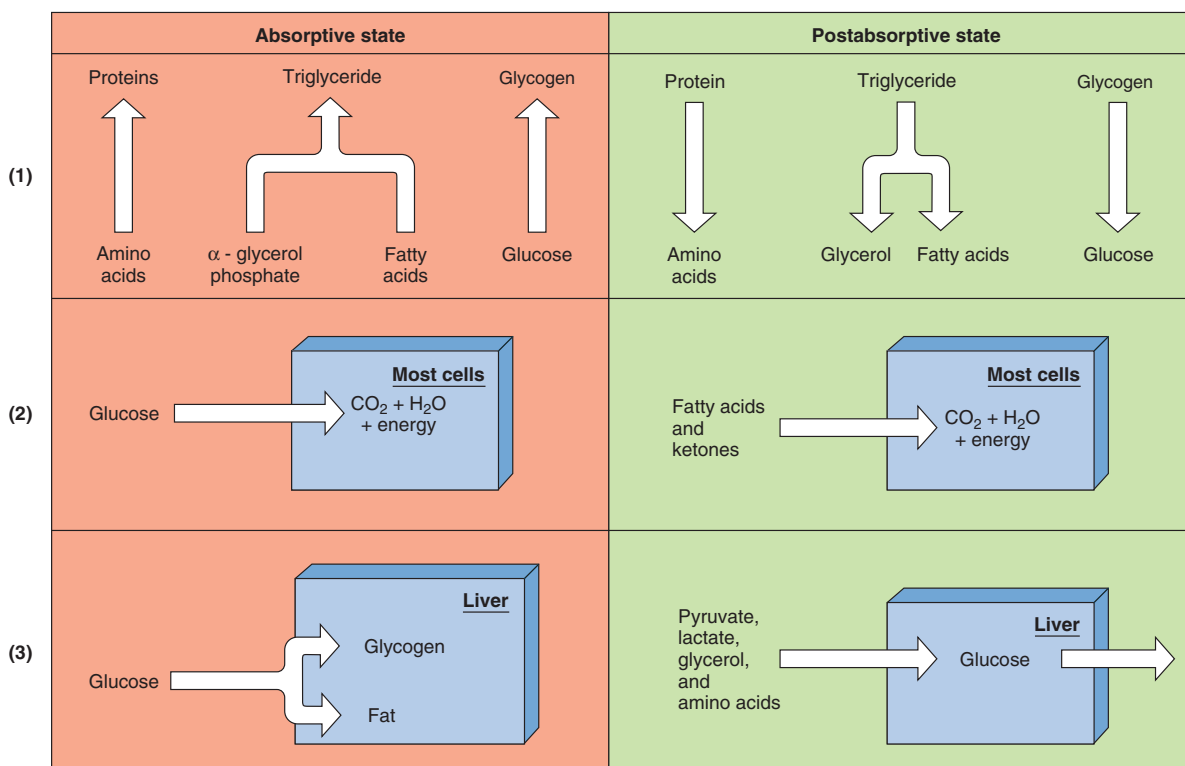 Absorptive state
Postabsorptive state
(1)
Proteins
Triglyceride
Glycogen
Amino
acids
α - glycerol
phosphate
Fatty
acids
Glucose
Protein
Triglyceride
Glycogen
Amino
acids
Glycerol
Fatty acids
Glucose
(2)
Glucose
Most cells
CO₂ + H₂O
+ energy
Fatty acids
and
ketones
Most cells
CO₂ + H₂O
+ energy
(3)
Glucose
Liver
Glycogen
Fat
Pyruvate,
lactate,
glycerol,
and
amino acids
Liver
Glucose